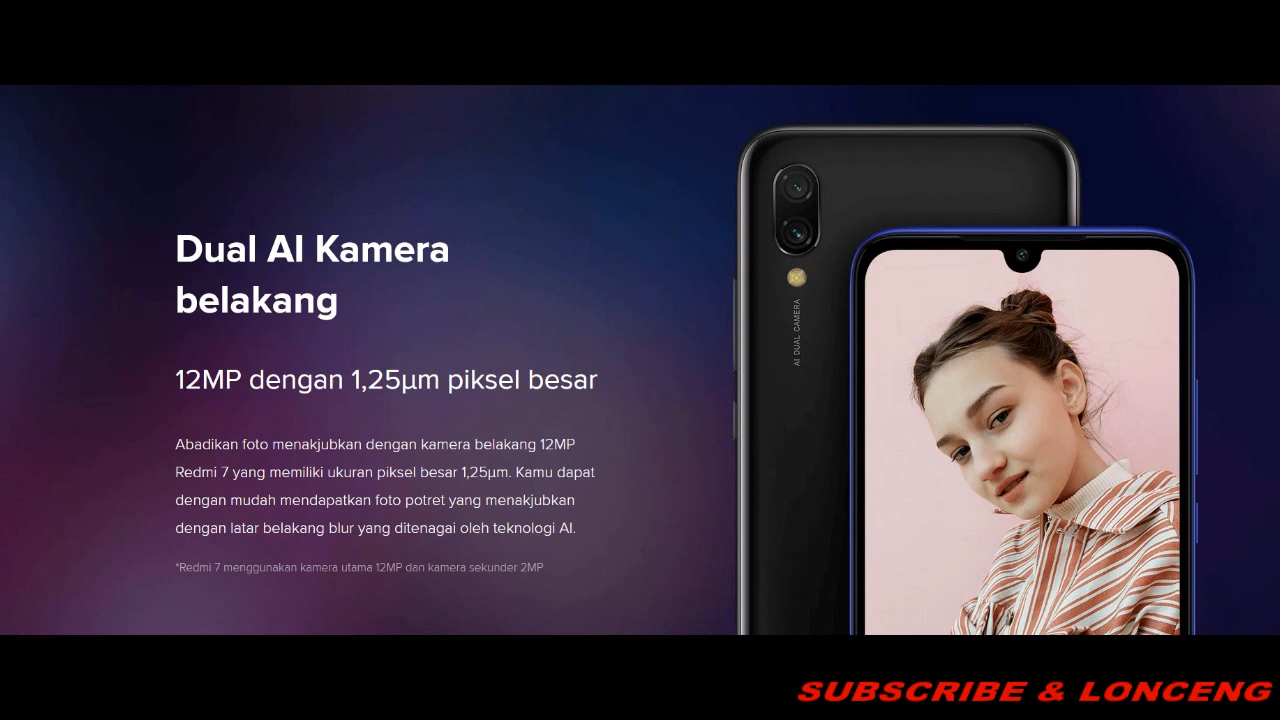 Dual AI Kamera
belakang
12MP dengan 1,25µm piksel besar
Abadikan foto menakjubkan dengan kamera belakang 12MP
Redmi 7 yang memiliki ukuran piksel besar 1,25µm. Kamu dapat
dengan mudah mendapatkan foto potret yang menakjubkan
dengan latar belakang blur yang ditenagai oleh teknologi AI.
*Redmi 7 menggunakan kamera utama 12MP dan kamera sekunder 2MP
AI DUAL CAMERA
SUBSCRIBE & LONCENG